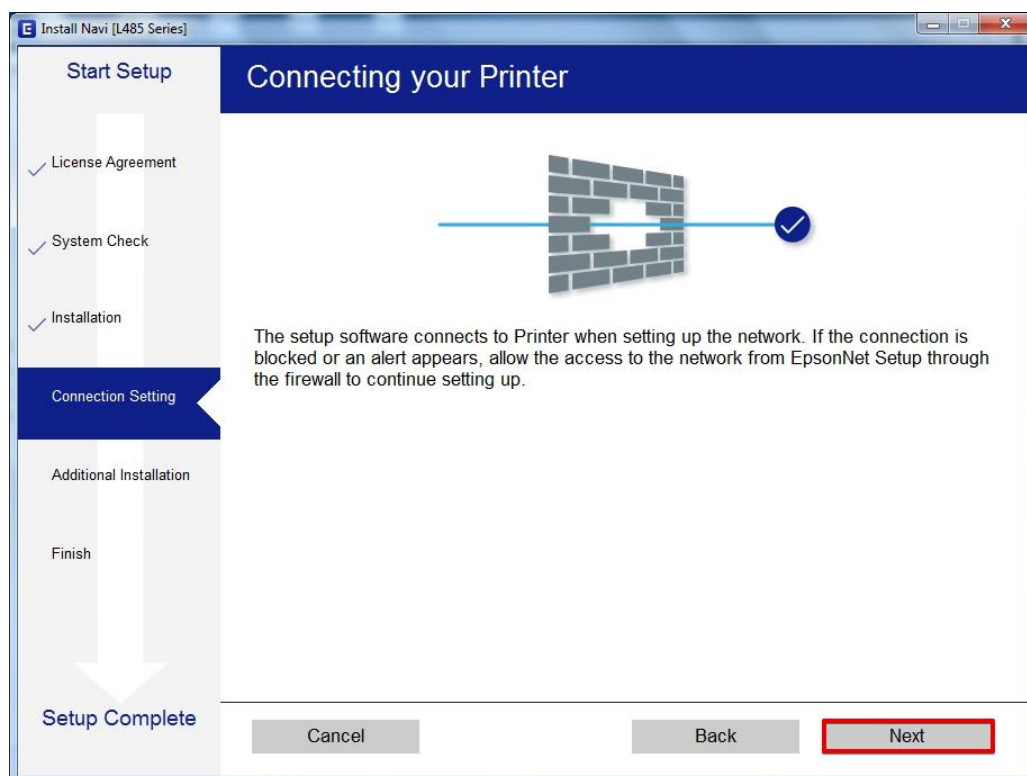 Install Navi [L485 Series]
Start Setup
License Agreement
System Check
Installation
Connection Setting
Additional Installation
Finish
Setup Complete
Connecting your Printer
The setup software connects to Printer when setting up the network. If the connection is
blocked or an alert appears, allow the access to the network from EpsonNet Setup through
the firewall to continue setting up.
Cancel
Back
Next